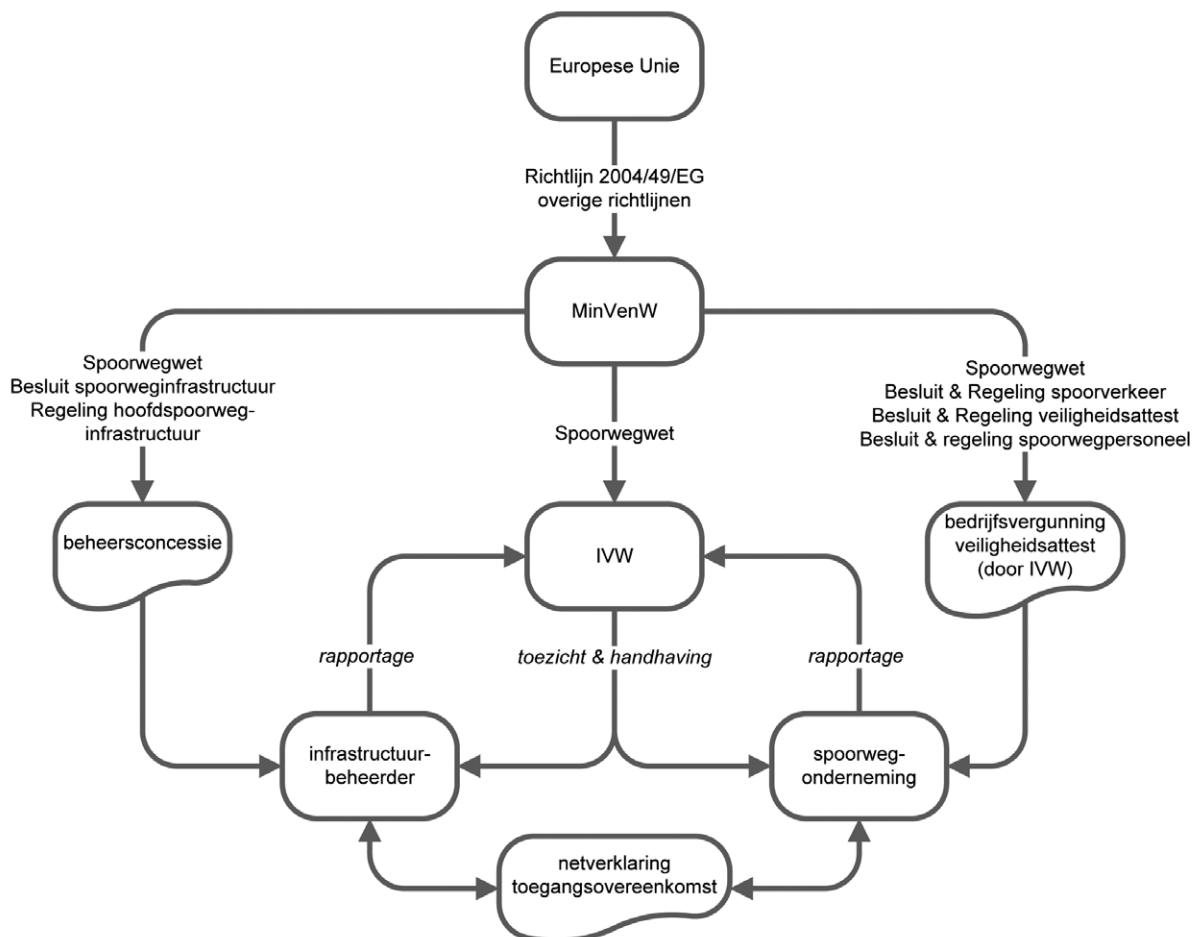 Europese Unie
Richtlijn 2004/49/EG
overige richtlijnen
MinVenW
Spoorwegwet
Besluit spoorweginfrastructuur
Regeling hoofdspoorweg-
infrastructuur
Spoorwegwet
Spoorwegwet
Besluit & Regeling spoorverkeer
Besluit & Regeling veiligheidsattest
Besluit & regeling spoorwegpersoneel
beheersconcessie
IVW
bedrijfsvergunning
veiligheidsattest
(door IVW)
rapportage
toezicht & handhaving
rapportage
infrastructuur-
beheerder
spoorweg-
onderneming
netverklaring
toegangsovereenkomst